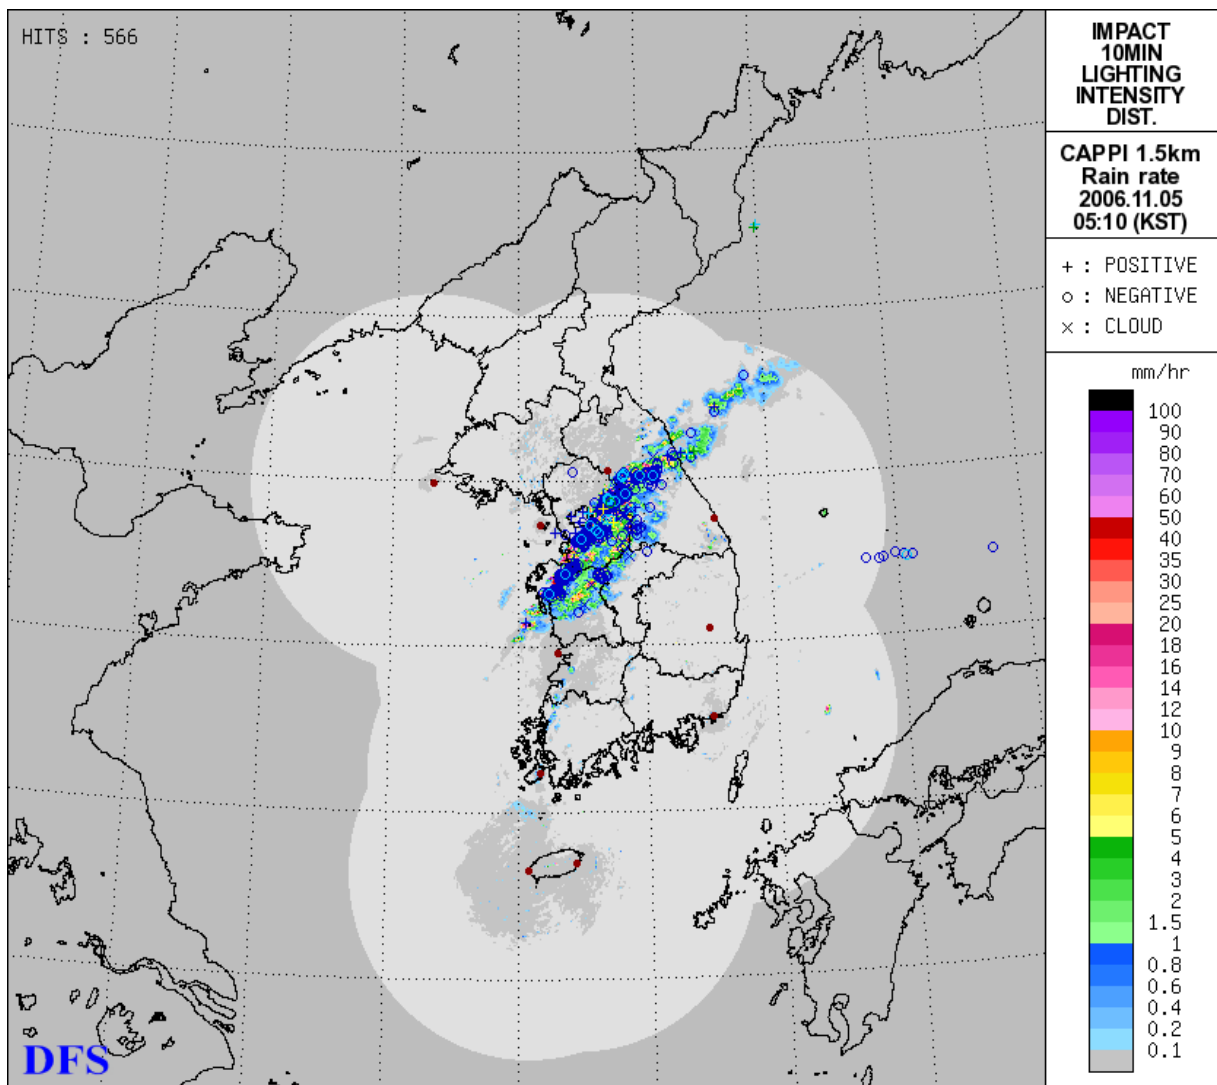 HITS : 566
IMPACT
10MIN
LIGHTING
INTENSITY
DIST.
CAPPI 1.5km
Rain rate
2006.11.05
05:10 (KST)
+ : POSITIVE
○ : NEGATIVE
× : CLOUD
mm/hr
100
90
80
70
60
50
40
35
30
25
20
18
16
14
12
10
9
8
7
6
5
4
3
2
1.5
1
0.8
0.6
0.4
0.2
0.1
DFS